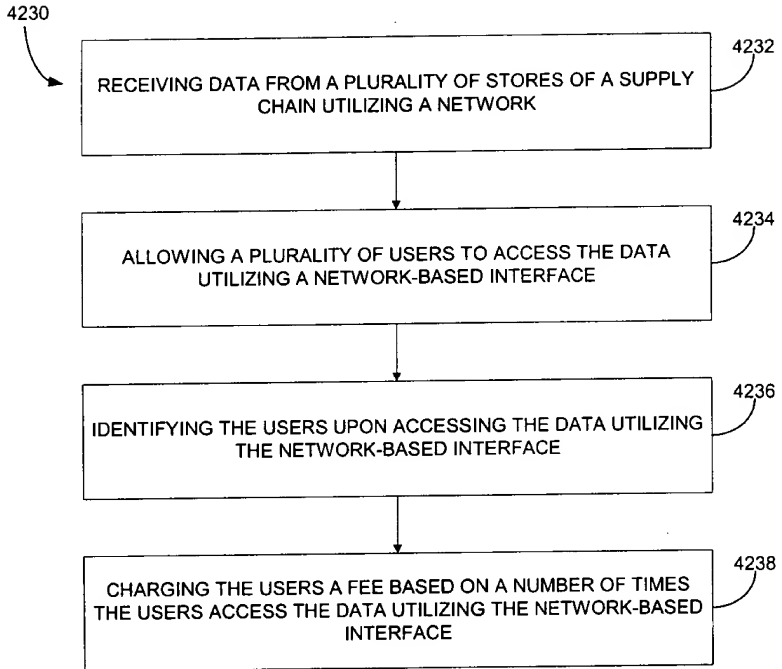 4230
4232
RECEIVING DATA FROM A PLURALITY OF STORES OF A SUPPLY
CHAIN UTILIZING A NETWORK
4234
ALLOWING A PLURALITY OF USERS TO ACCESS THE DATA
UTILIZING A NETWORK-BASED INTERFACE
4236
IDENTIFYING THE USERS UPON ACCESSING THE DATA UTILIZING
THE NETWORK-BASED INTERFACE
4238
CHARGING THE USERS A FEE BASED ON A NUMBER OF TIMES
THE USERS ACCESS THE DATA UTILIZING THE NETWORK-BASED
INTERFACE